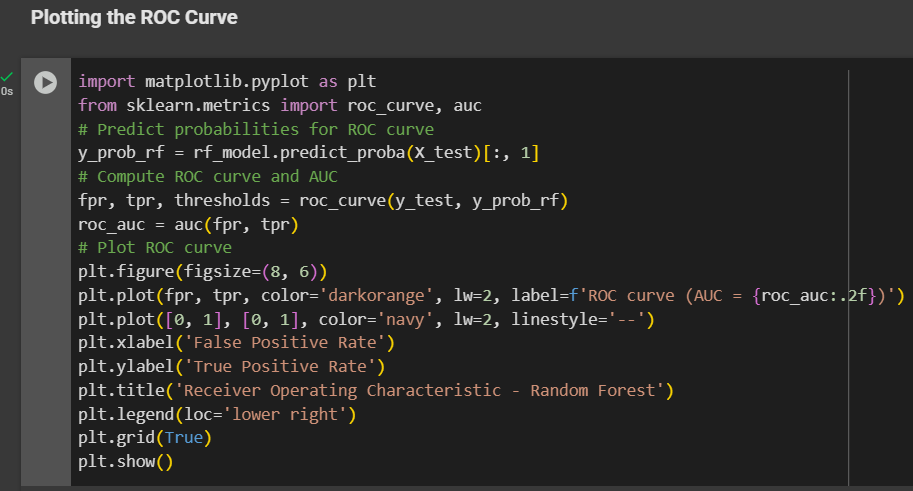 Plotting the ROC Curve
0s
import matplotlib.pyplot as plt
from sklearn.metrics import roc_curve, auc
# Predict probabilities for ROC curve
y_prob_rf = rf_model.predict_proba(X_test)[:, 1]
# Compute ROC curve and AUC
fpr, tpr, thresholds = roc_curve(y_test, y_prob_rf)
roc_auc = auc(fpr, tpr)
# Plot ROC curve
plt.figure(figsize=(8, 6))
plt.plot(fpr, tpr, color='darkorange', lw=2, label=f'ROC curve (AUC = {roc_auc:.2f})')
plt.plot([0, 1], [0, 1], color='navy', lw=2, linestyle='--')
plt.xlabel('False Positive Rate')
plt.ylabel('True Positive Rate')
plt.title('Receiver Operating Characteristic - Random Forest')
plt.legend(loc='lower right')
plt.grid(True)
plt.show()